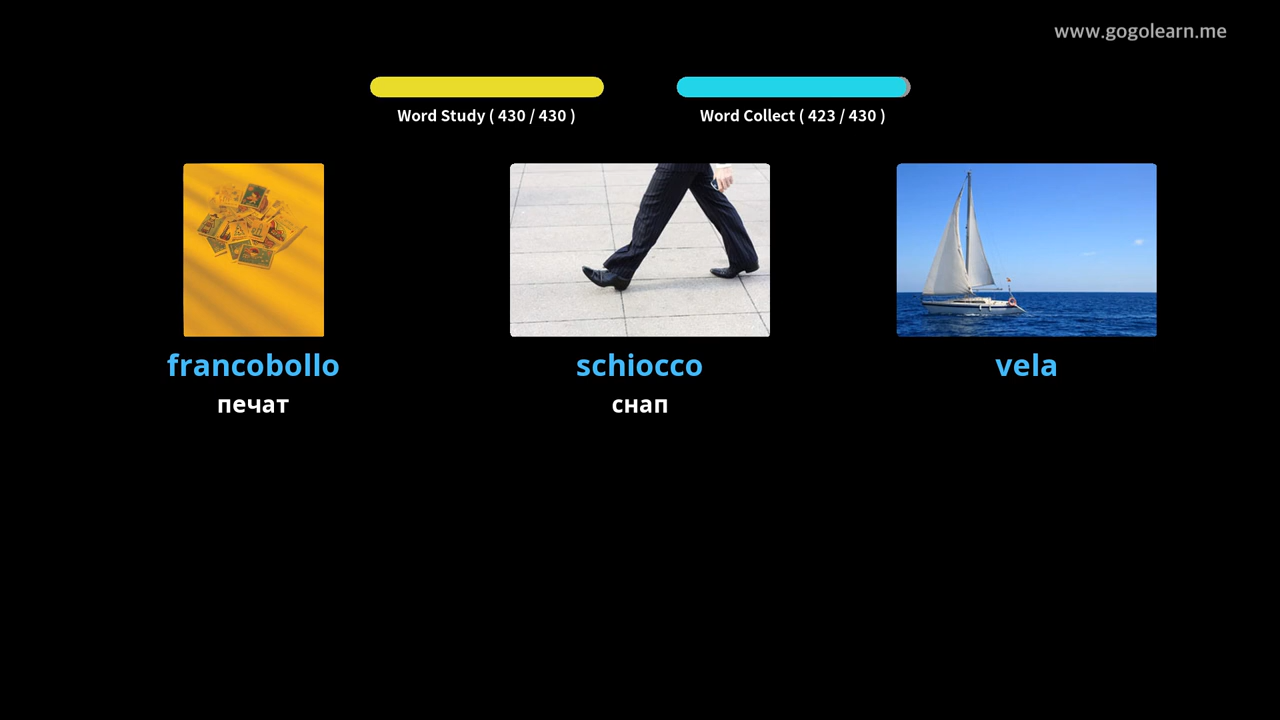 www.gogolearn.me
Word Study ( 430 / 430 )
Word Collect ( 423 / 430 )
francobollo
schiocco
vela
печат
снап